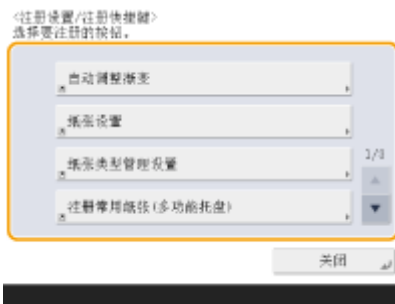 <注册设置/注册快捷键>
选择要注册的按钮。
自动调整渐变
纸张设置
纸张类型管理设置
注册常用纸张(多功能托盘)
1/3
关闭